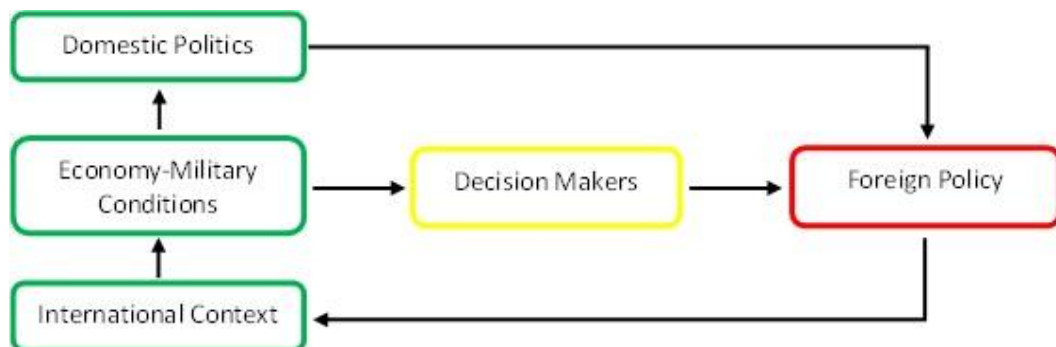 Domestic Politics
Economy-Military
Conditions
Decision Makers
Foreign Policy
International Context